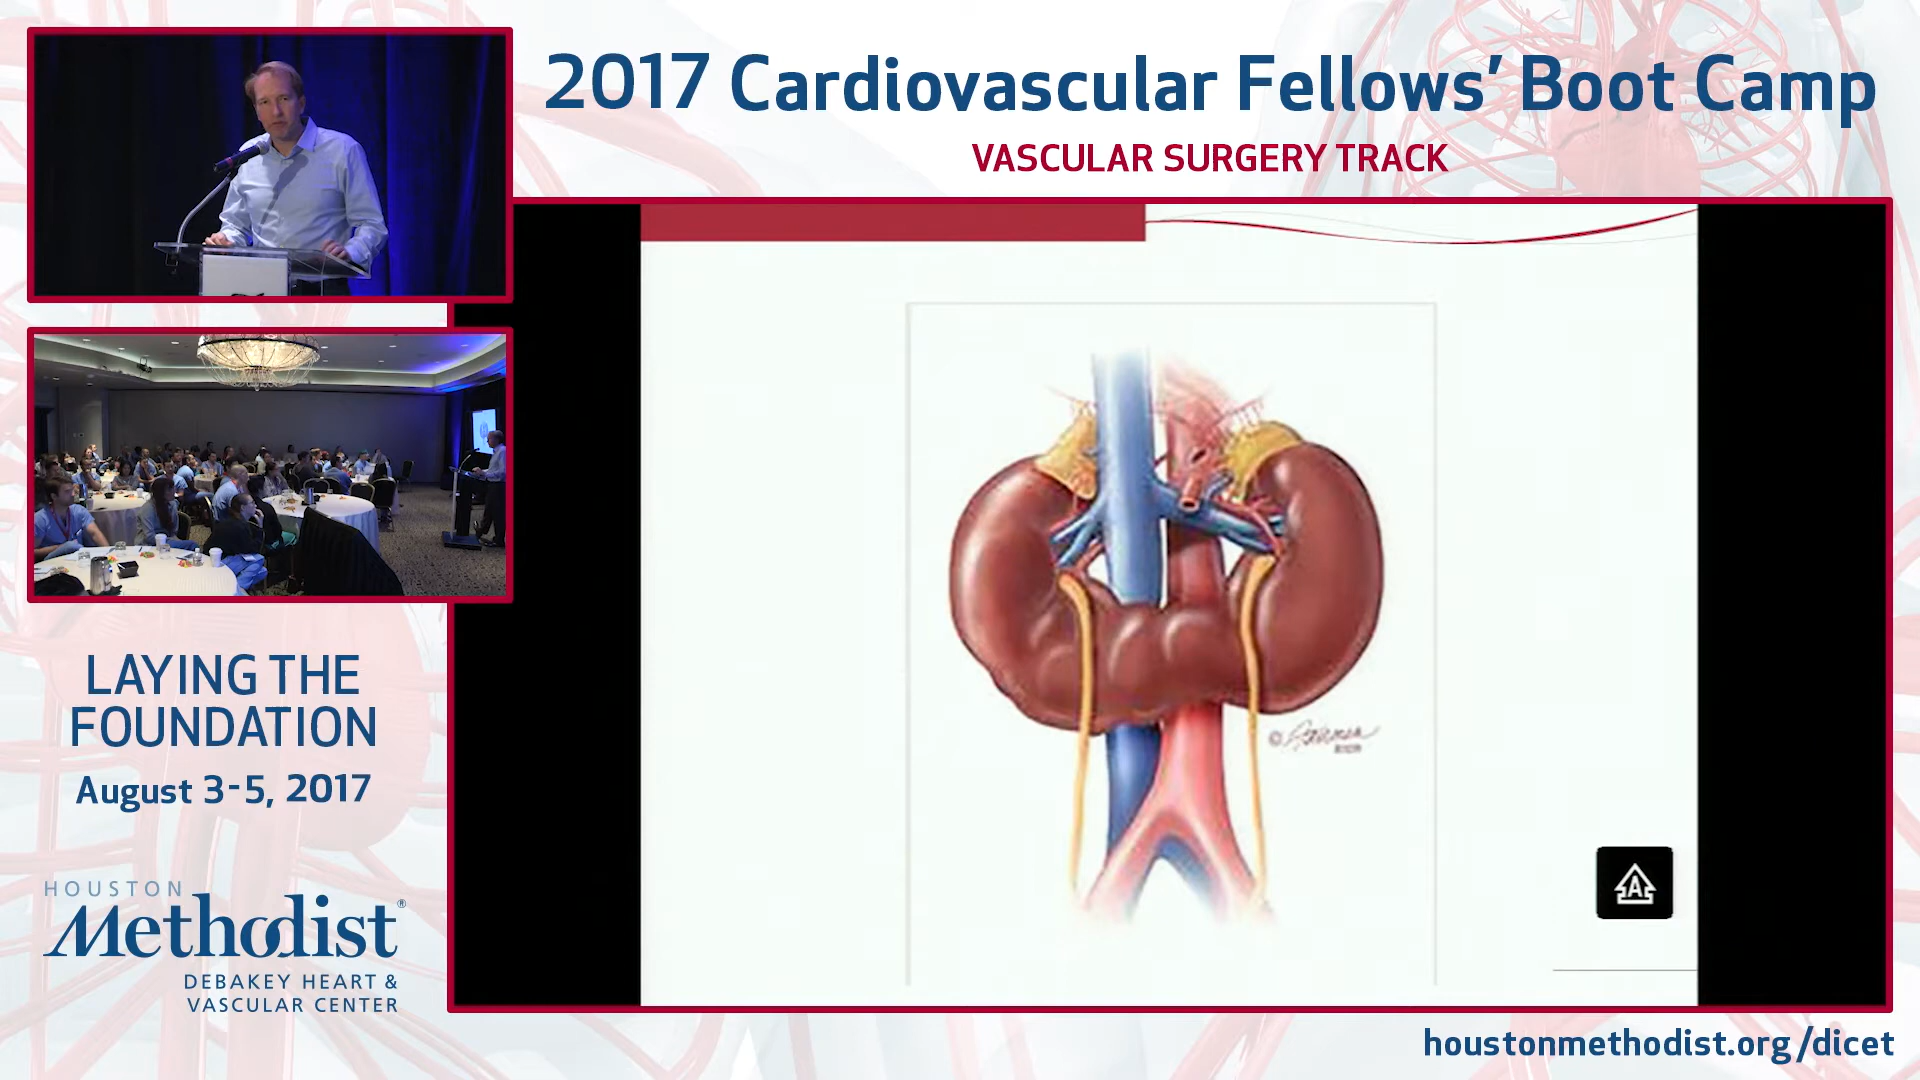 2017 Cardiovascular Fellows’ Boot Camp
VASCULAR SURGERY TRACK
LAYING THE
FOUNDATION
August 3-5, 2017
HOUSTON
Methodist®
DEBAKEY HEART &
VASCULAR CENTER
©
A
houstonmethodist.org/dicet